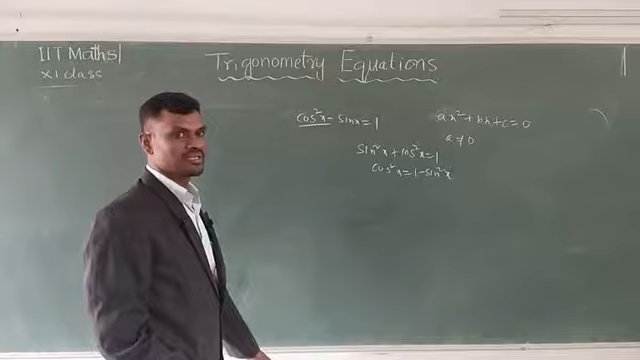 IIT Maths
XI class
Trigonometry Equations
cos²x - sinx = 1
ax² + bx + c = 0
a ≠ 0
sin²x + cos²x = 1
cos²x = 1 - sin²x